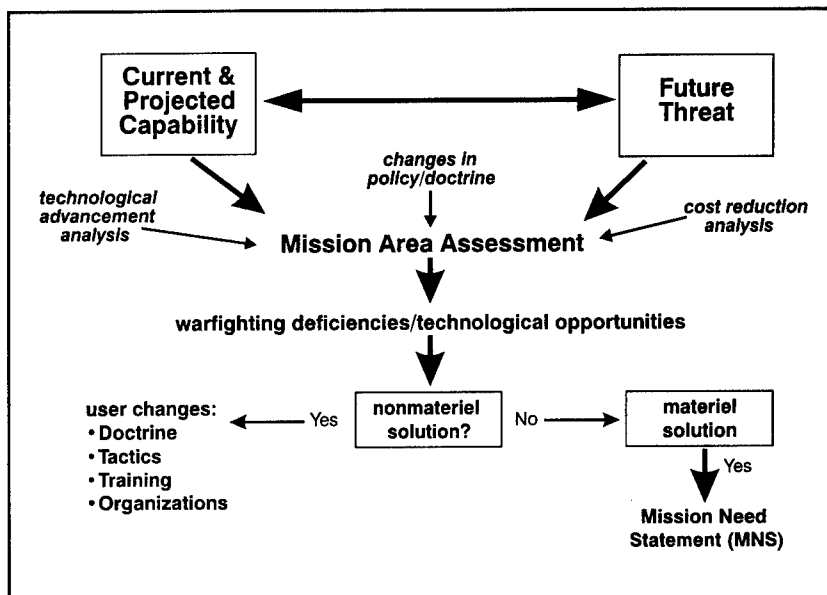 Current &
Projected
Capability
Future
Threat
changes in
policy/doctrine
technological
advancement
analysis
cost reduction
analysis
Mission Area Assessment
warfighting deficiencies/technological opportunities
nonmateriel
solution?
Yes
No
materiel
solution
user changes:
• Doctrine
• Tactics
• Training
• Organizations
Yes
Mission Need
Statement (MNS)